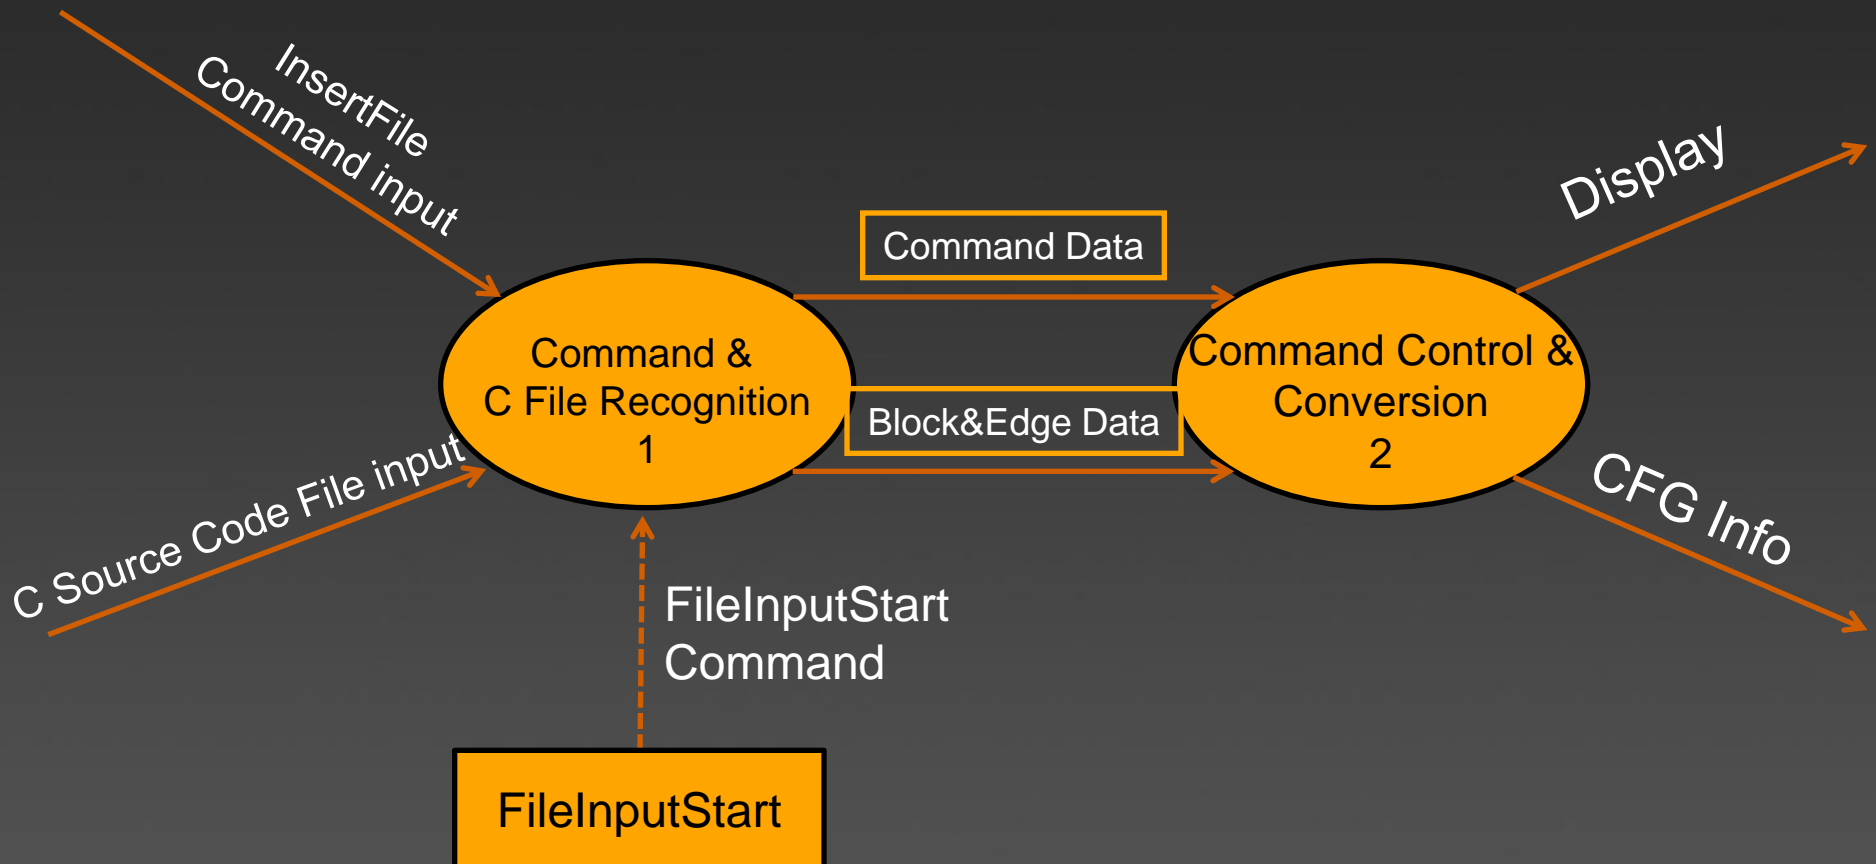 InsertFile
Command input
Display
Command Data
Command &
C File Recognition
1
Command Control &
Conversion
2
Block&Edge Data
C Source Code File input
CFG Info
FileInputStart
Command
FileInputStart